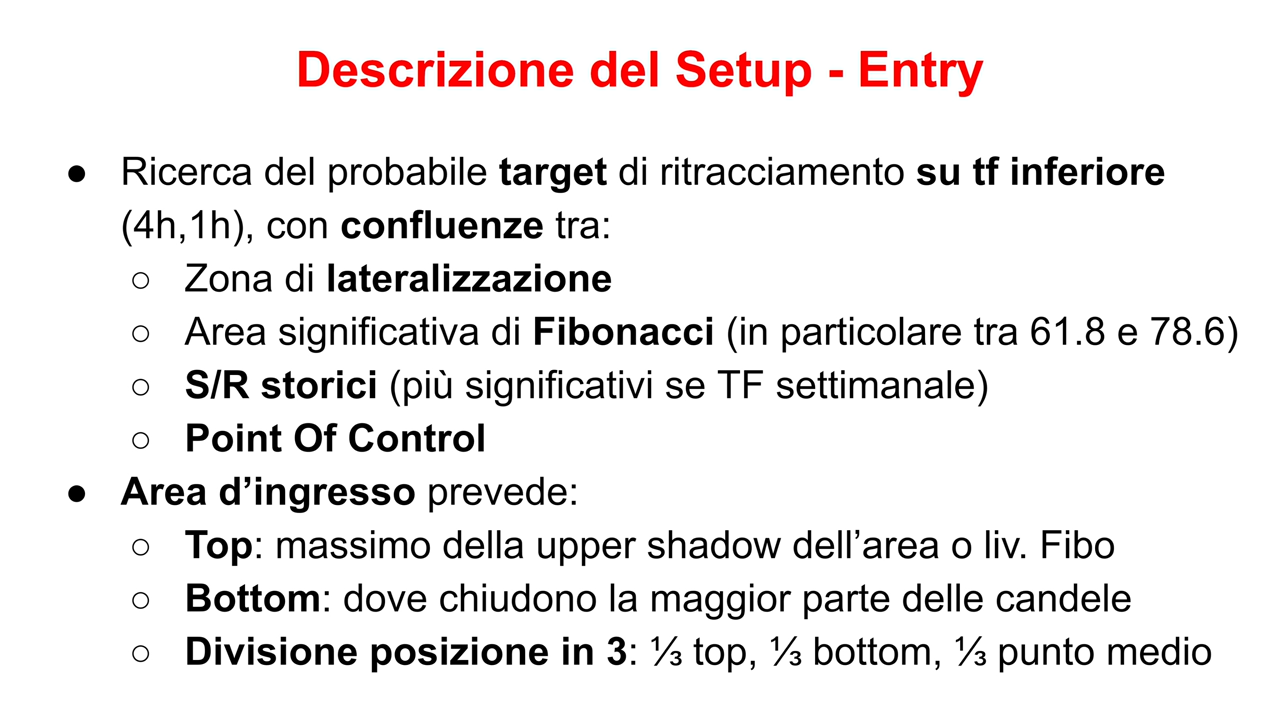 Descrizione del Setup - Entry
● Ricerca del probabile target di ritracciamento su tf inferiore
(4h,1h), con confluenze tra:
○ Zona di lateralizzazione
○ Area significativa di Fibonacci (in particolare tra 61.8 e 78.6)
○ S/R storici (più significativi se TF settimanale)
○ Point Of Control
● Area d’ingresso prevede:
○ Top: massimo della upper shadow dell’area o liv. Fibo
○ Bottom: dove chiudono la maggior parte delle candele
○ Divisione posizione in 3: ⅓ top, ⅓ bottom, ⅓ punto medio